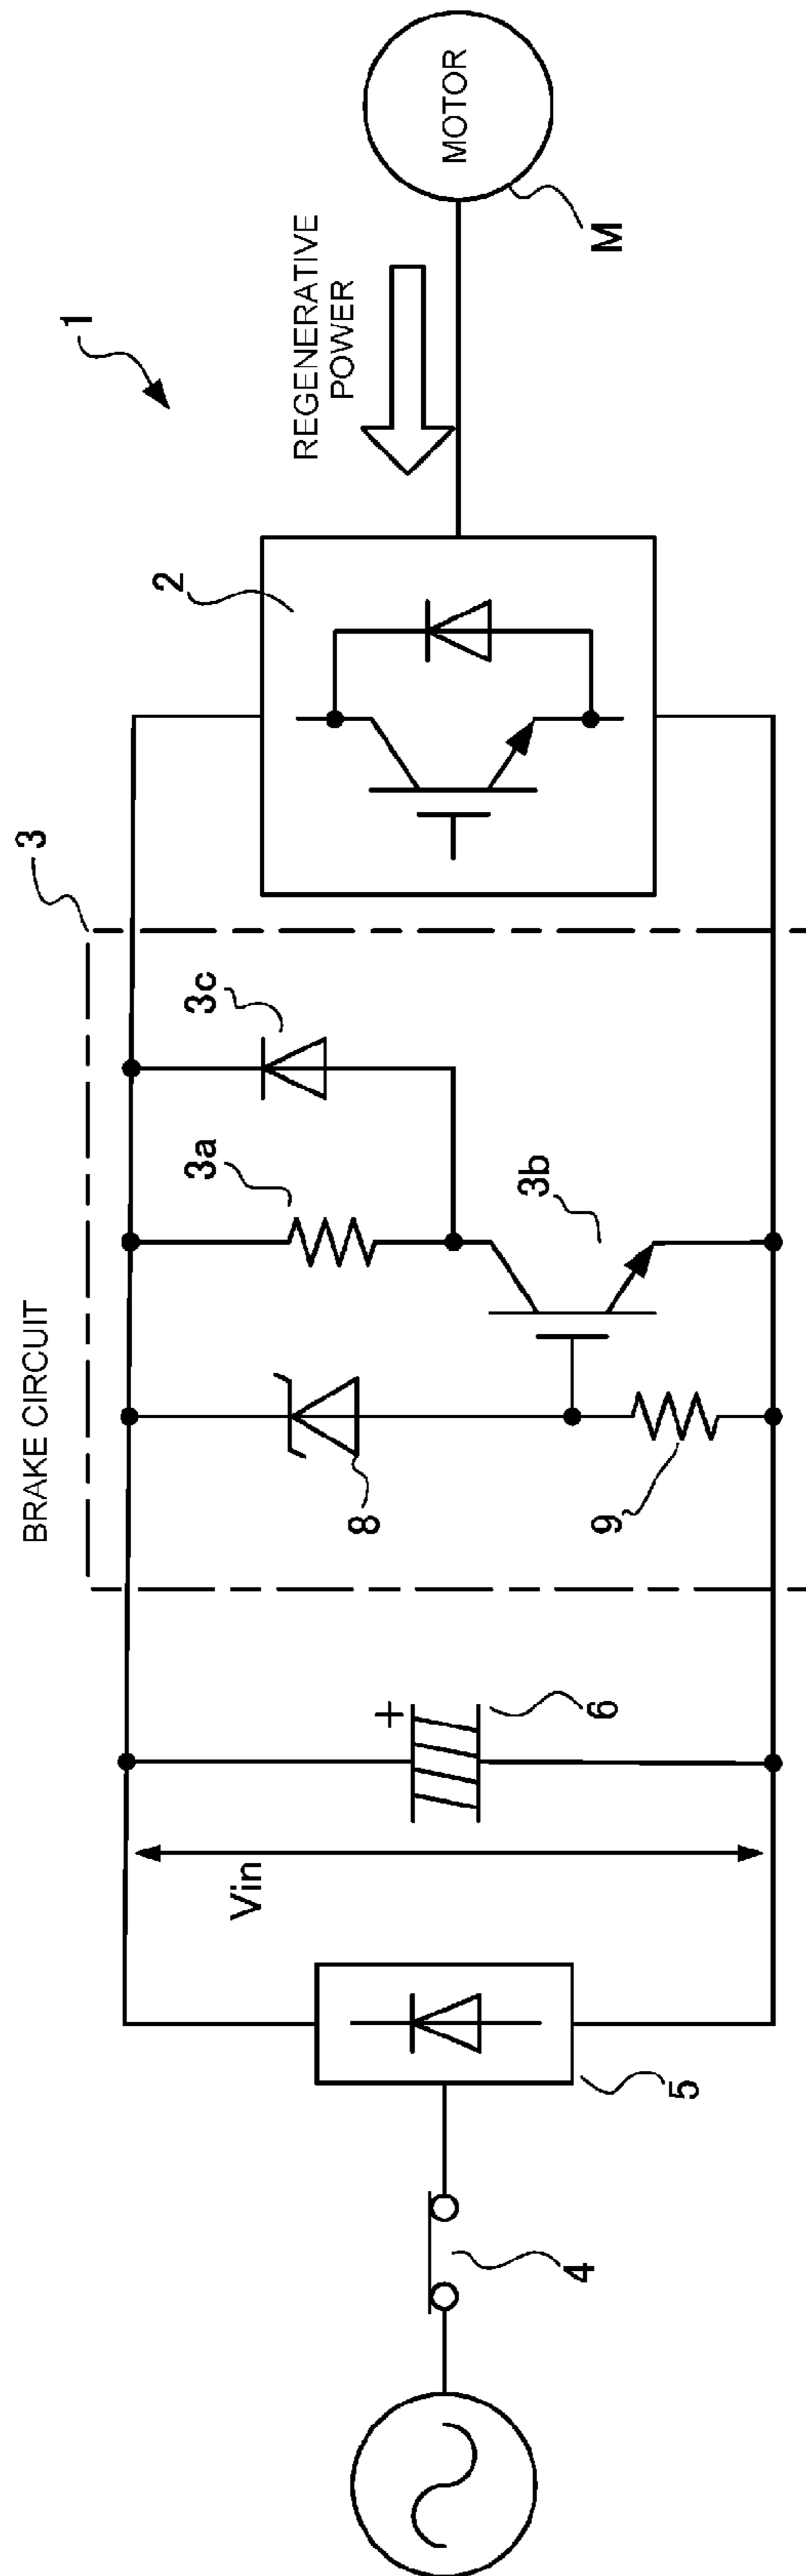 1
BRAKE CIRCUIT
3
REGENERATIVE
POWER
MOTOR
M
2
3c
3a
3b
8
9
+
6
Vin
5
4